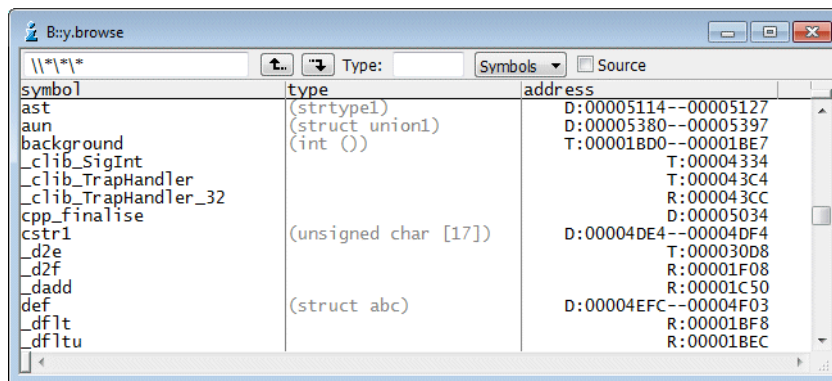 B::y.browse
\\*\*\* t.. Type: Symbols Source
symbol type address
ast (strtype1) D:00005114--00005127
aun (struct union1) D:00005380--00005397
background (int ()) T:00001BD0--00001BE7
_clib_SigInt T:00004334
_clib_TrapHandler T:000043C4
_clib_TrapHandler_32 R:000043CC
cpp_finalise D:00005034
cstr1 (unsigned char [17]) D:00004DE4--00004DF4
_d2e T:000030D8
_d2f R:00001F08
_dadd R:00001C50
def (struct abc) D:00004EFC--00004F03
_dflt R:00001BF8
_dfltu R:00001BEC